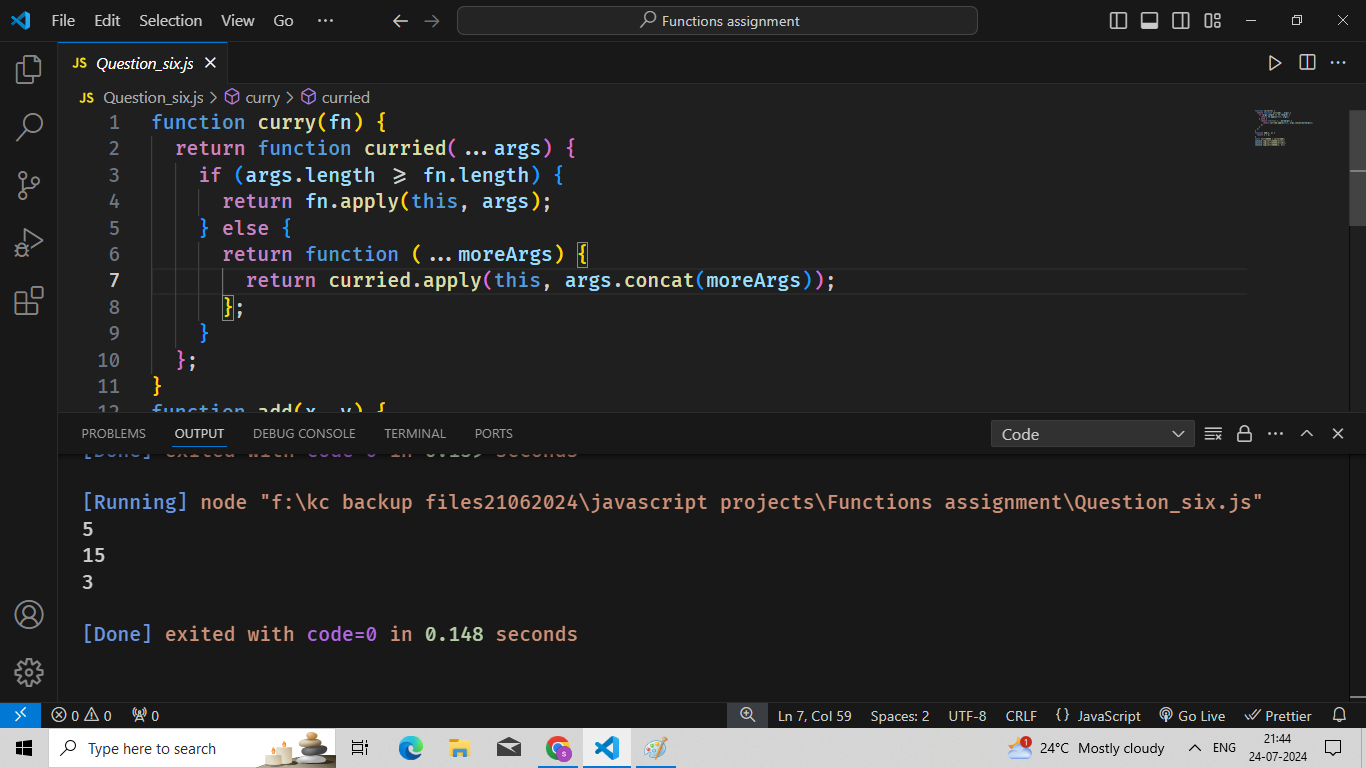 File Edit Selection View Go ··· Functions assignment
JS Question_six.js
JS Question_six.js > curry > curried
1 function curry(fn) {
2 return function curried(...args) {
3 if (args.length >= fn.length) {
4 return fn.apply(this, args);
5 } else {
6 return function (...moreArgs) {
7 return curried.apply(this, args.concat(moreArgs));
8 };
9 }
10 };
11 }
12 function add(x, y) {
PROBLEMS OUTPUT DEBUG CONSOLE TERMINAL PORTS Code
[Done] exited with code=0 in 0.139 seconds
[Running] node "f:\kc backup files21062024\javascript projects\Functions assignment\Question_six.js"
5
15
3
[Done] exited with code=0 in 0.148 seconds
0 0 0 Ln 7, Col 59 Spaces: 2 UTF-8 CRLF {} JavaScript Go Live Prettier
Type here to search 1 24°C Mostly cloudy ENG 21:44
24-07-2024